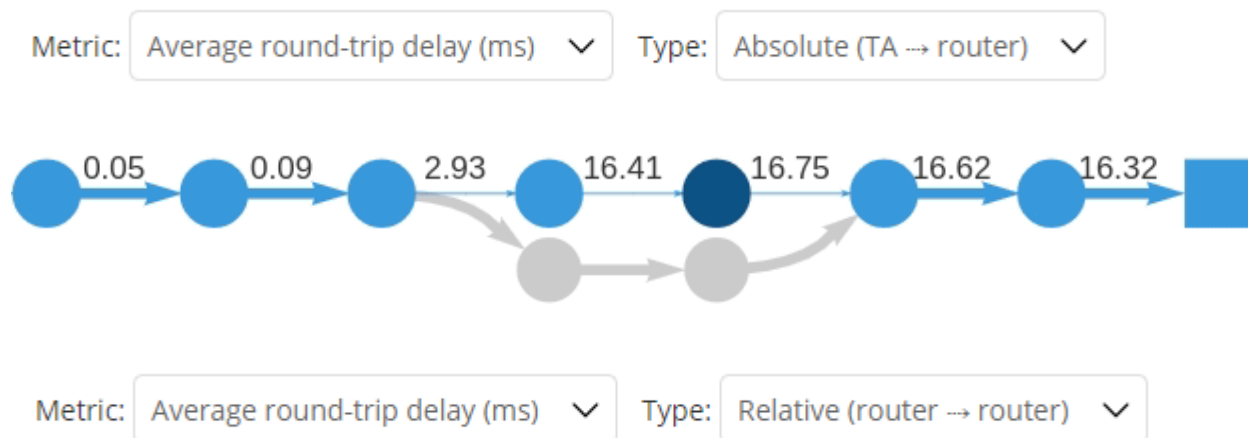 Metric: Average round-trip delay (ms) Type: Absolute (TA ⇢ router)
0.05 0.09 2.93 16.41 16.75 16.62 16.32
Metric: Average round-trip delay (ms) Type: Relative (router ⇢ router)